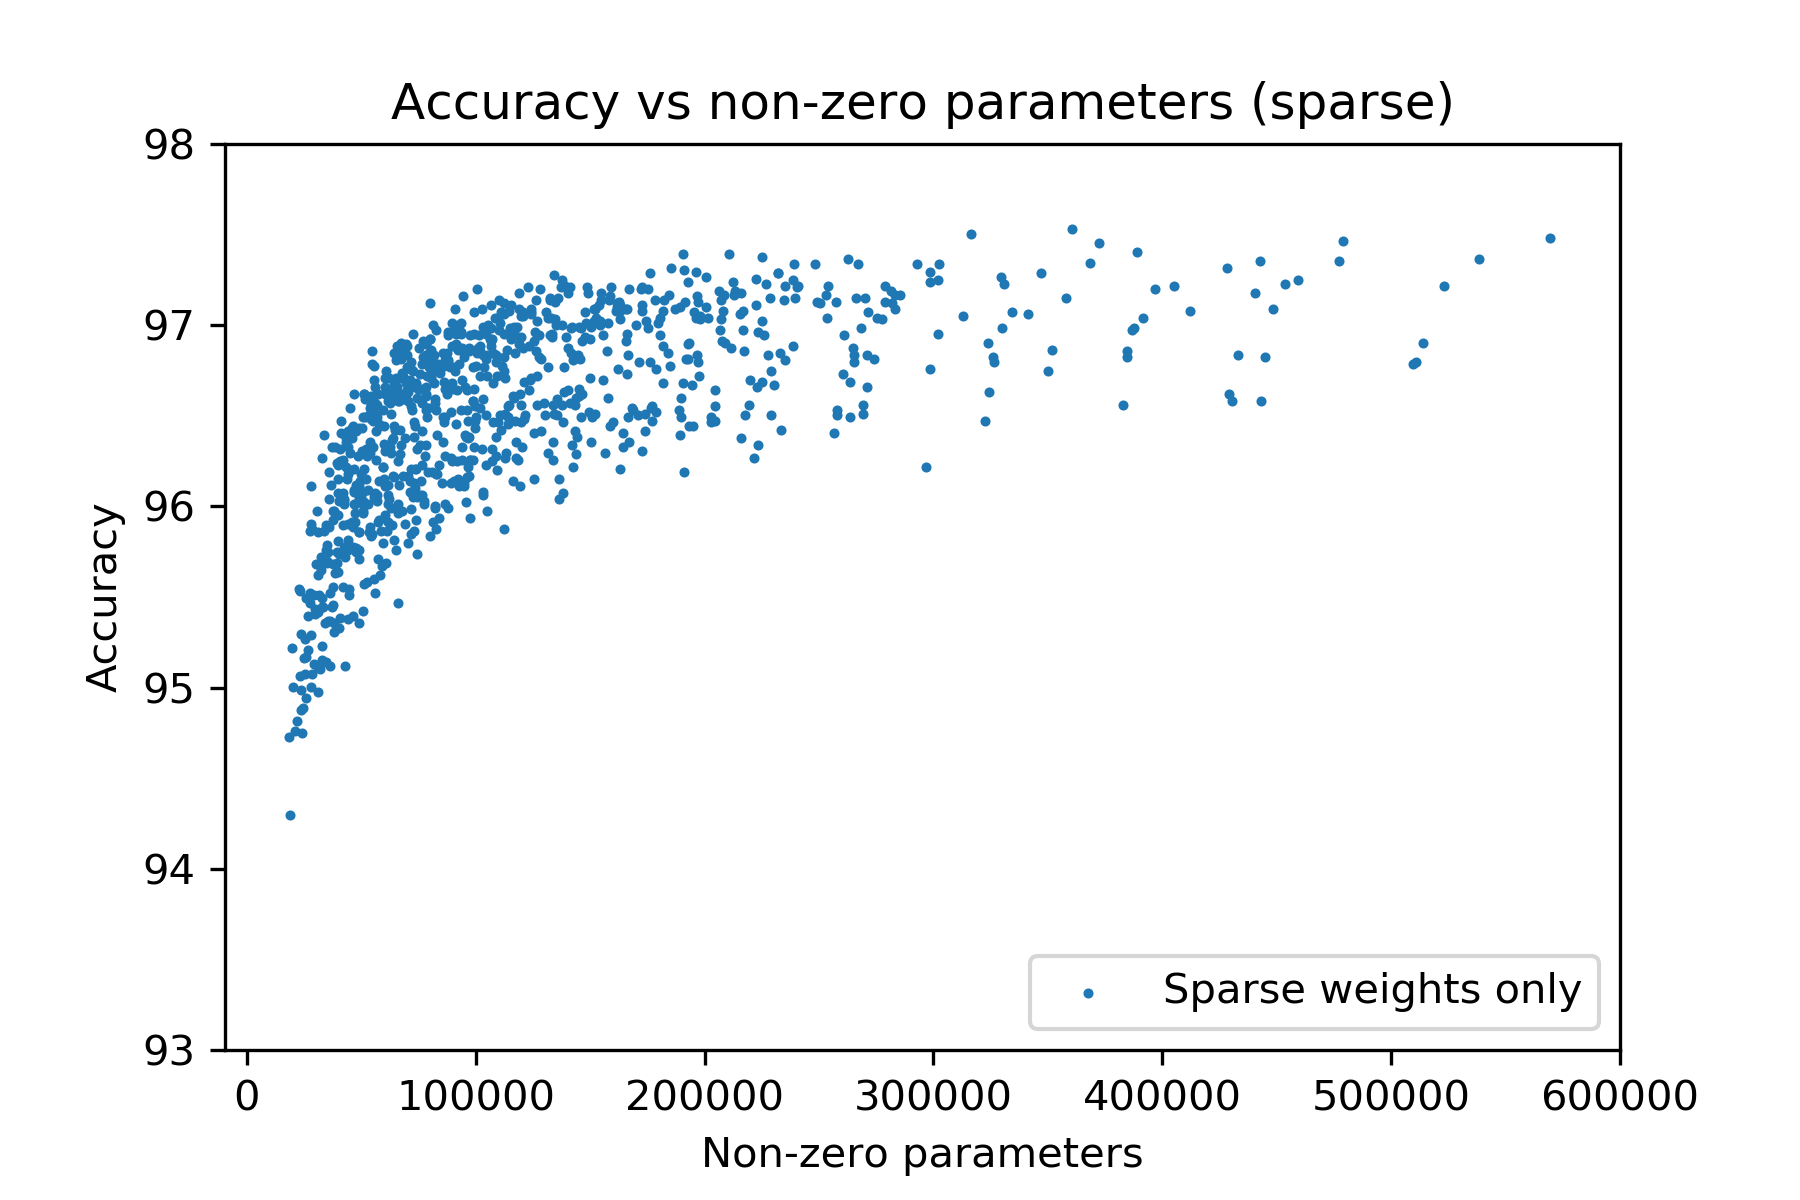 Accuracy vs non-zero parameters (sparse)
98
97
96
95
94
93
Accuracy
Sparse weights only
0 100000 200000 300000 400000 500000 600000
Non-zero parameters